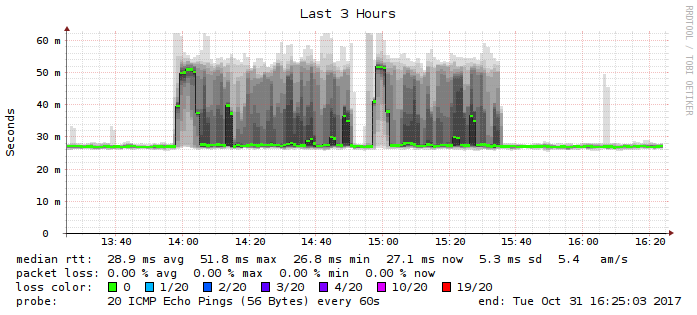 Last 3 Hours
RRDTOOL / TOBI OETIKER
Seconds
60 m
50 m
40 m
30 m
20 m
10 m
0
13:40 14:00 14:20 14:40 15:00 15:20 15:40 16:00 16:20
median rtt: 28.9 ms avg 51.8 ms max 26.8 ms min 27.1 ms now 5.3 ms sd 5.4 am/s
packet loss: 0.00 % avg 0.00 % max 0.00 % min 0.00 % now
loss color: 0 1/20 2/20 3/20 4/20 10/20 19/20
probe: 20 ICMP Echo Pings (56 Bytes) every 60s end: Tue Oct 31 16:25:03 2017